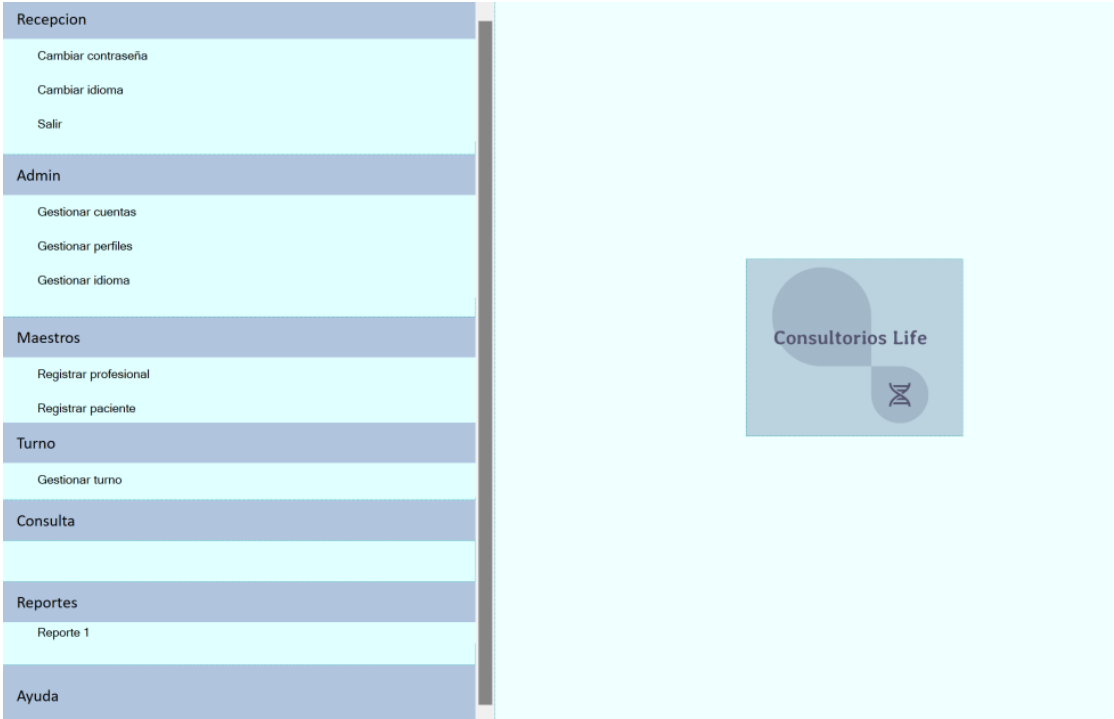 Recepcion
Cambiar contraseña
Cambiar idioma
Salir
Admin
Gestionar cuentas
Gestionar perfiles
Gestionar idioma
Maestros
Registrar profesional
Registrar paciente
Turno
Gestionar turno
Consulta
Reportes
Reporte 1
Ayuda
Consultorios Life